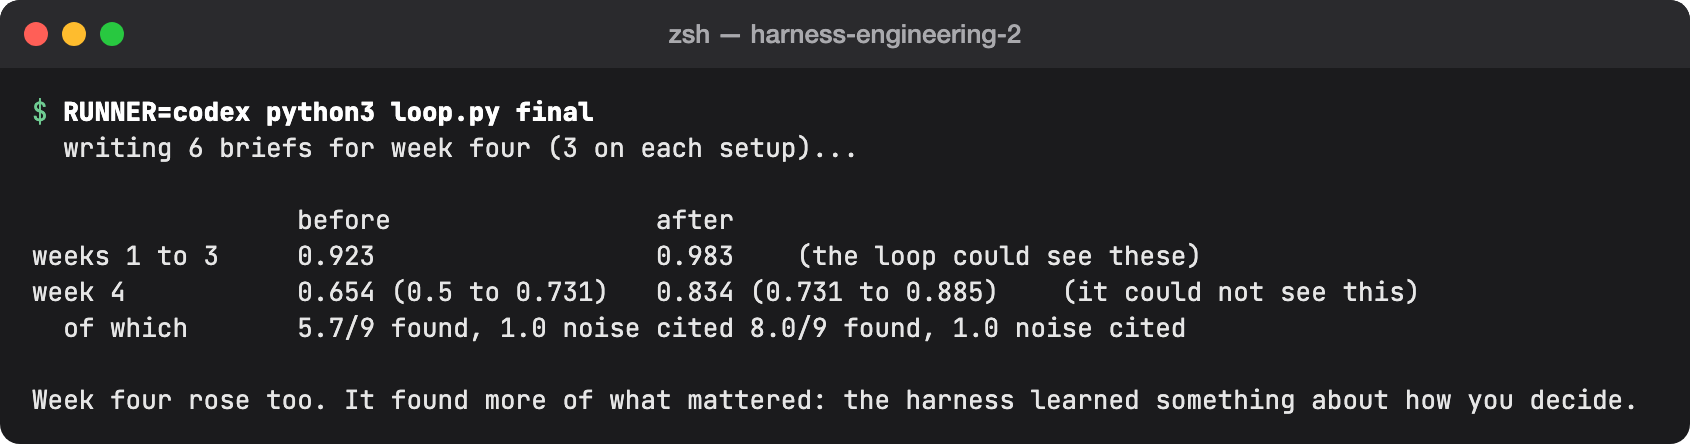 zsh — harness-engineering-2
$ RUNNER=codex python3 loop.py final
writing 6 briefs for week four (3 on each setup)...
before after
weeks 1 to 3 0.923 0.983 (the loop could see these)
week 4 0.654 (0.5 to 0.731) 0.834 (0.731 to 0.885) (it could not see this)
of which 5.7/9 found, 1.0 noise cited 8.0/9 found, 1.0 noise cited
Week four rose too. It found more of what mattered: the harness learned something about how you decide.